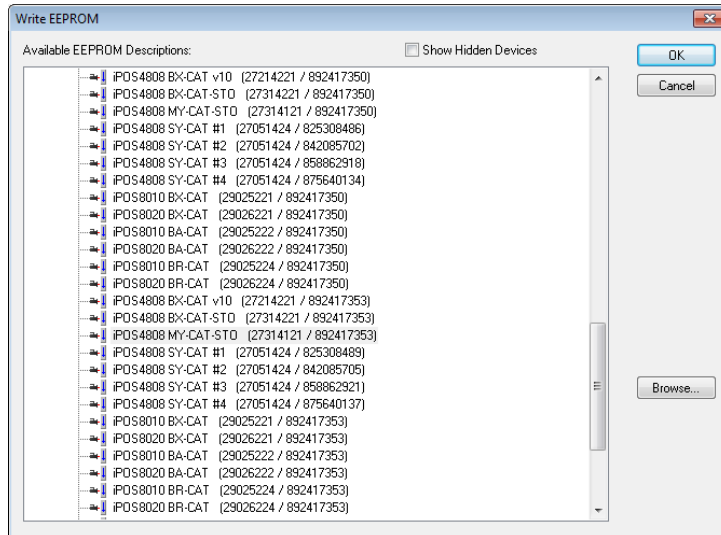 Write EEPROM
Available EEPROM Descriptions:
Show Hidden Devices
OK
Cancel
iPOS4808 BX-CAT v10 (27214221 / 892417350)
iPOS4808 BX-CAT-STO (27314221 / 892417350)
iPOS4808 MY-CAT-STO (27314121 / 892417350)
iPOS4808 SY-CAT #1 (27051424 / 825308486)
iPOS4808 SY-CAT #2 (27051424 / 842085702)
iPOS4808 SY-CAT #3 (27051424 / 858862918)
iPOS4808 SY-CAT #4 (27051424 / 875640134)
iPOS8010 BX-CAT (29025221 / 892417350)
iPOS8020 BX-CAT (29026221 / 892417350)
iPOS8010 BA-CAT (29025222 / 892417350)
iPOS8020 BA-CAT (29026222 / 892417350)
iPOS8010 BR-CAT (29025224 / 892417350)
iPOS8020 BR-CAT (29026224 / 892417350)
iPOS4808 BX-CAT v10 (27214221 / 892417353)
iPOS4808 BX-CAT-STO (27314221 / 892417353)
iPOS4808 MY-CAT-STO (27314121 / 892417353)
iPOS4808 SY-CAT #1 (27051424 / 825308489)
iPOS4808 SY-CAT #2 (27051424 / 842085705)
iPOS4808 SY-CAT #3 (27051424 / 858862921)
iPOS4808 SY-CAT #4 (27051424 / 875640137)
iPOS8010 BX-CAT (29025221 / 892417353)
iPOS8020 BX-CAT (29026221 / 892417353)
iPOS8010 BA-CAT (29025222 / 892417353)
iPOS8020 BA-CAT (29026222 / 892417353)
iPOS8010 BR-CAT (29025224 / 892417353)
iPOS8020 BR-CAT (29026224 / 892417353)
Browse...